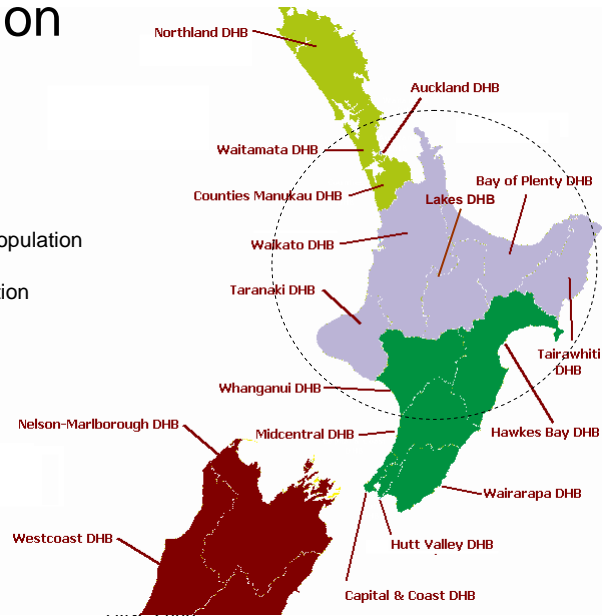 on
Northland DHB
Auckland DHB
Waitamata DHB
Bay of Plenty DHB
Counties Manukau DHB
Lakes DHB
opulation
Waikato DHB
tion
Taranaki DHB
Tairawhiti
DHB
Whanganui DHB
Nelson-Marlborough DHB
Midcentral DHB
Hawkes Bay DHB
Wairarapa DHB
Westcoast DHB
Hutt Valley DHB
Capital & Coast DHB